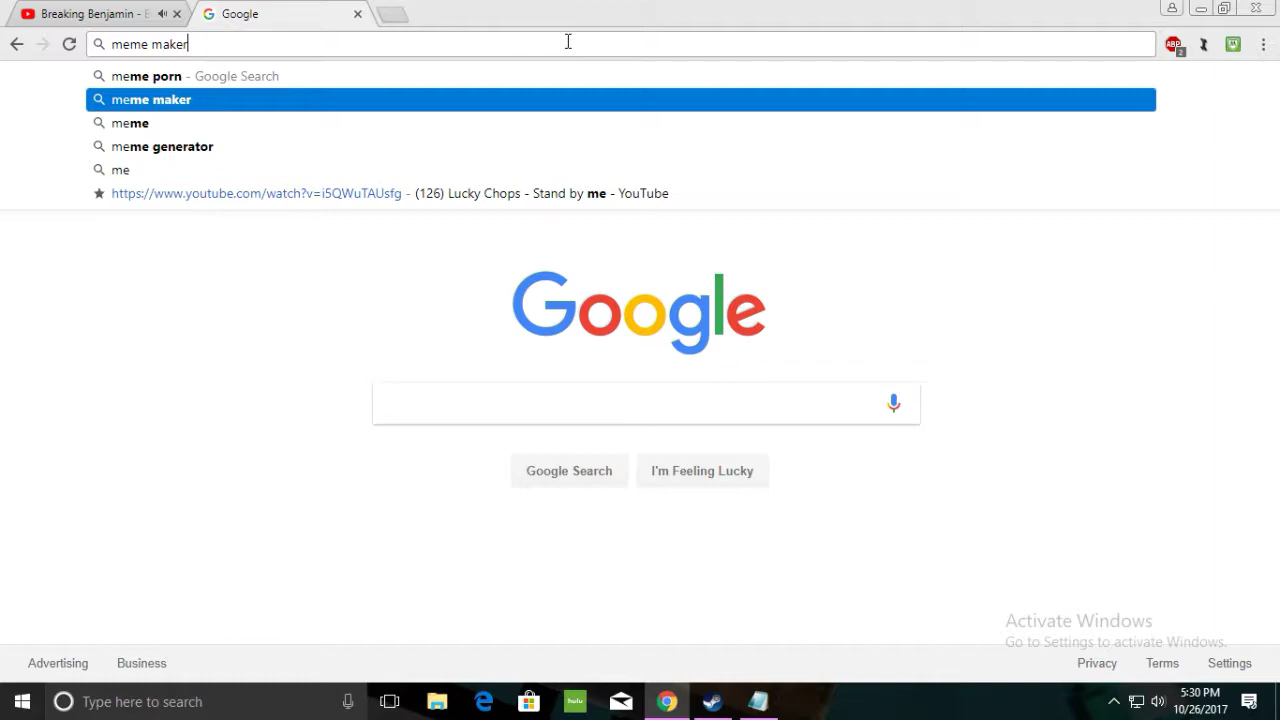 Breaking Benjamin - E
Google
meme maker
2
meme porn - Google Search
meme maker
meme
meme generator
me
https://www.youtube.com/watch?v=i5QWuTAUsfg - (126) Lucky Chops - Stand by me - YouTube
Google
Google Search
I'm Feeling Lucky
Activate Windows
Go to Settings to activate Windows.
Advertising
Business
Privacy
Terms
Settings
Type here to search
hulu
5:30 PM
10/26/2017